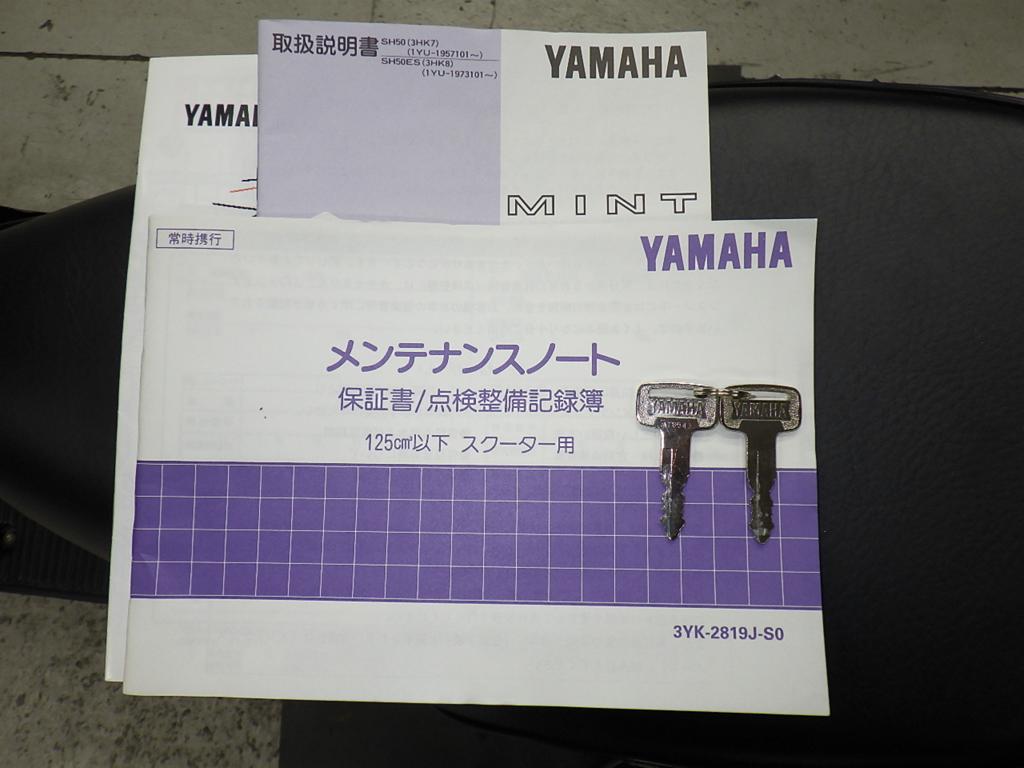 取扱説明書
SH50(3HK7)
(1YU-1957101~)
SH50ES(3HK8)
(1YU-1973101~)
YAMAHA
MINT
YAMA
常時携行
YAMAHA
メンテナンスノート
保証書/点検整備記録簿
125cm³以下 スクーター用
YAMAHA
YAMAHA
3YK-2819J-S0